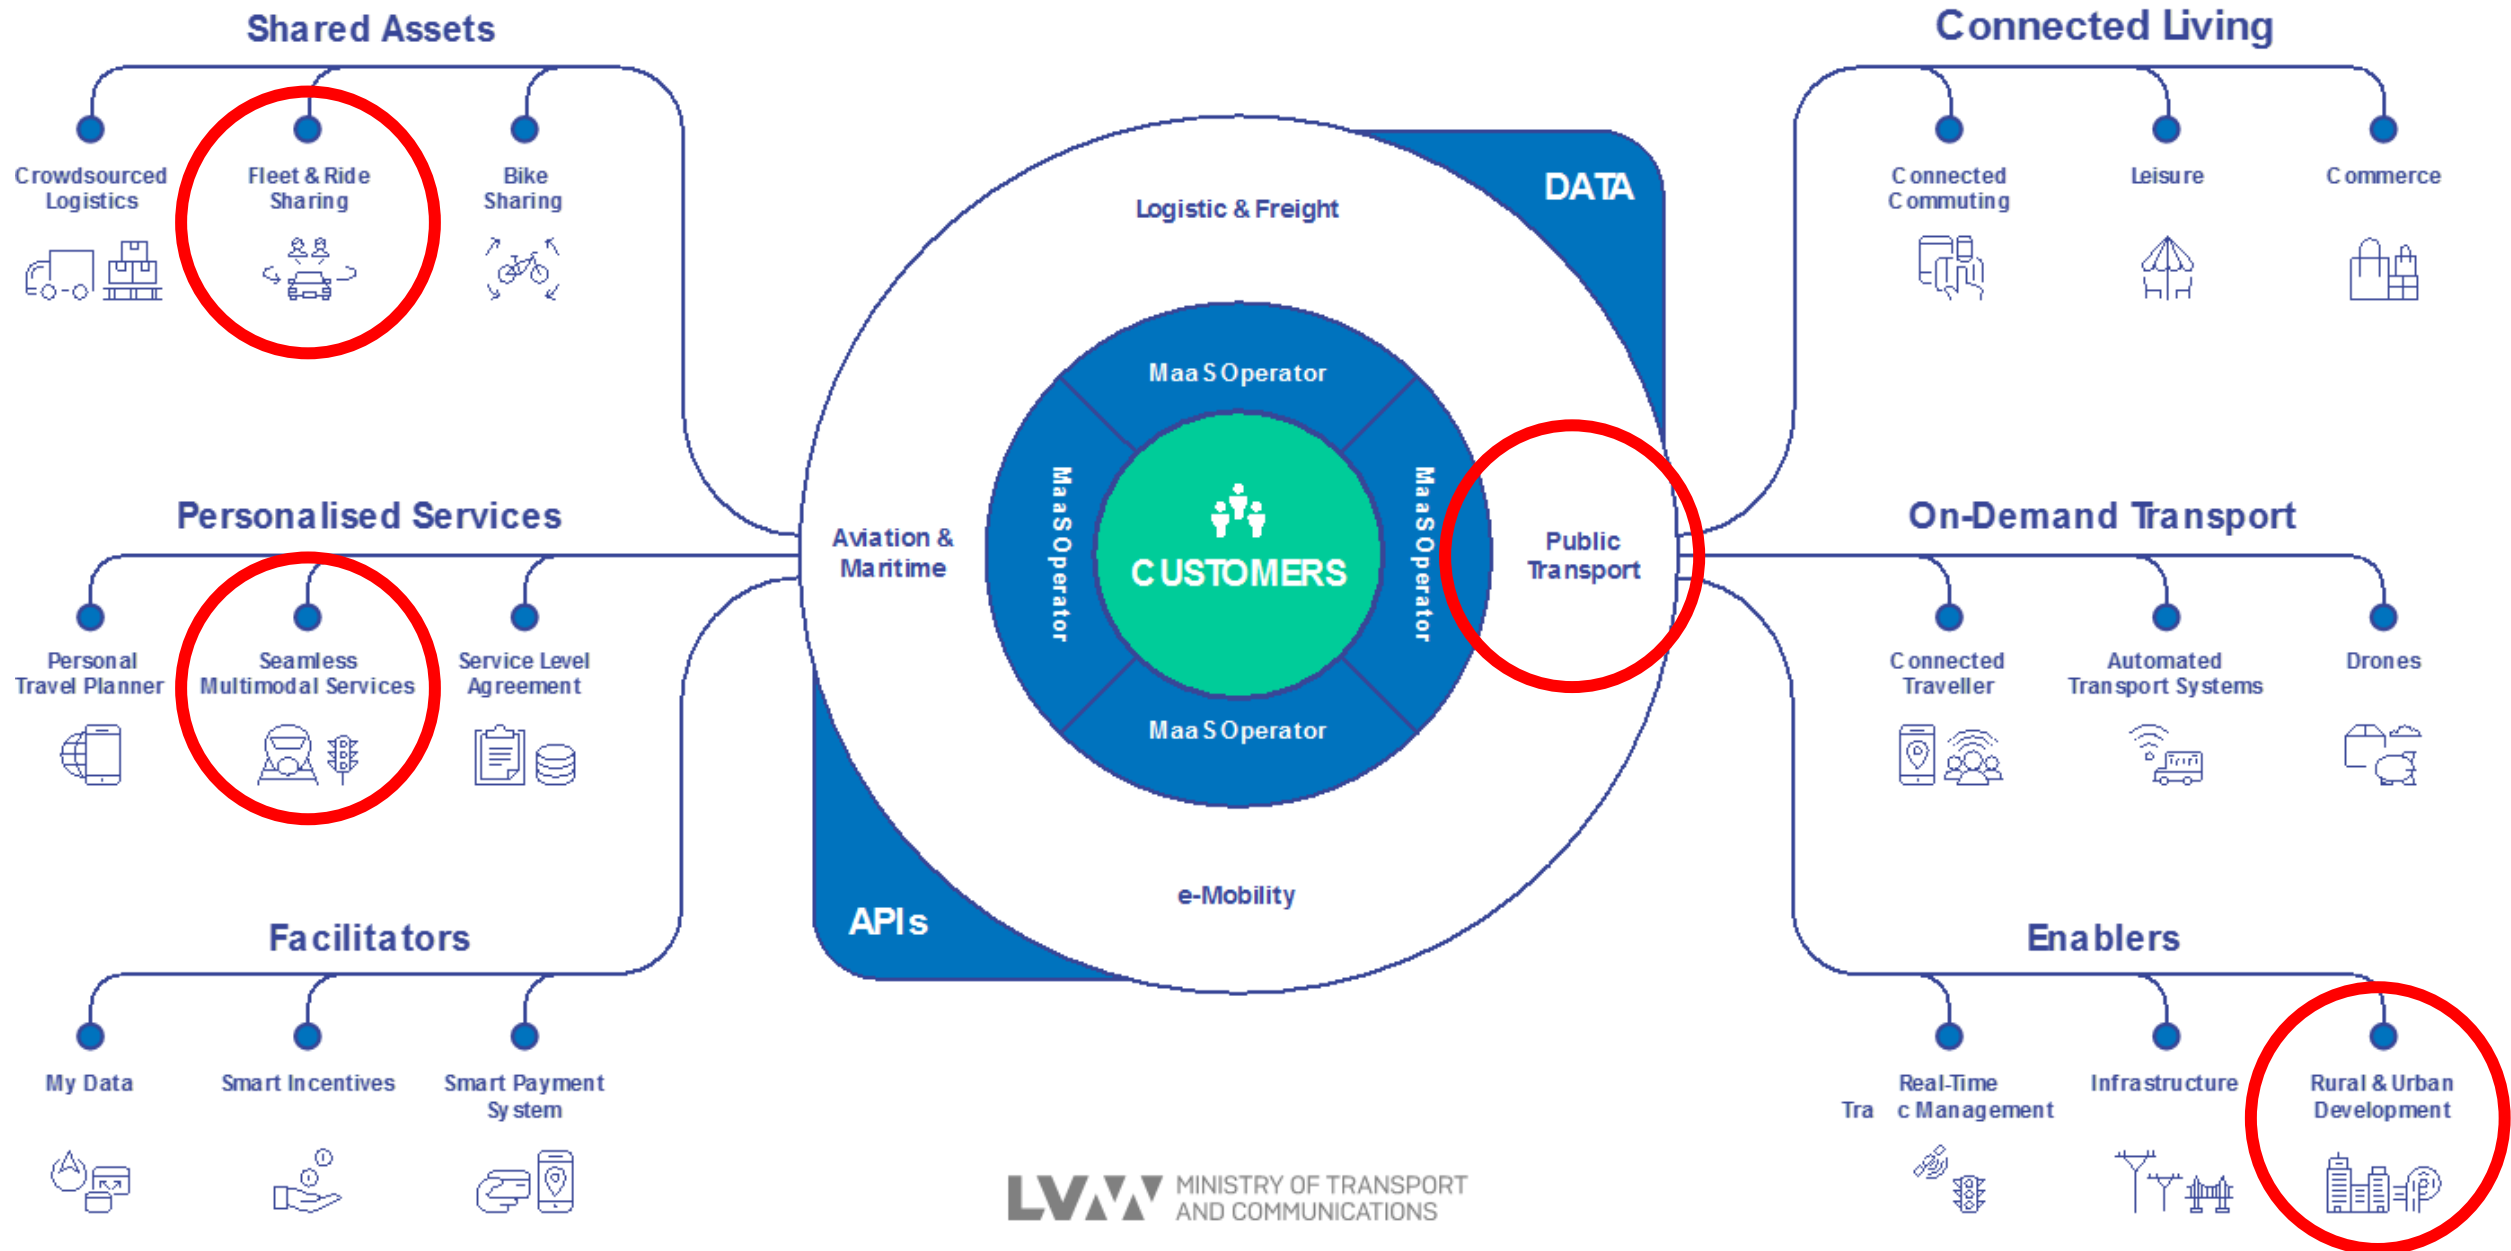 Shared Assets
Crowdsourced
Logistics
Fleet & Ride
Sharing
Bike
Sharing
Personalised Services
Personal
Travel Planner
Seamless
Multimodal Services
Service Level
Agreement
Facilitators
My Data
Smart Incentives
Smart Payment
System
DATA
Logistic & Freight
MaaS Operator
MaaS Operator
CUSTOMERS
MaaS Operator
MaaS Operator
Aviation &
Maritime
Public
Transport
e-Mobility
APIs
Connected Living
Connected
Commuting
Leisure
Commerce
On-Demand Transport
Connected
Traveller
Automated
Transport Systems
Drones
Enablers
Real-Time
Tra c Management
Infrastructure
Rural & Urban
Development
LVM
MINISTRY OF TRANSPORT
AND COMMUNICATIONS